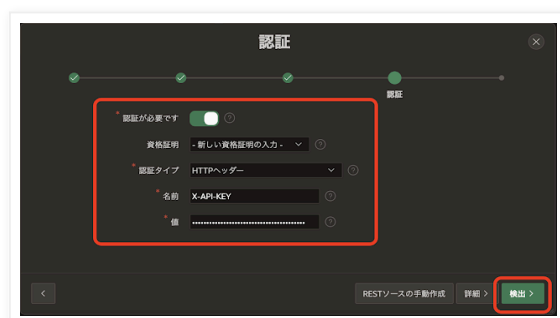 認証
認証
* 認証が必要です
資格証明 - 新しい資格証明の入力 -
* 認証タイプ HTTPヘッダー
* 名前 X-API-KEY
* 値
RESTソースの手動作成 詳細 > 検出 >